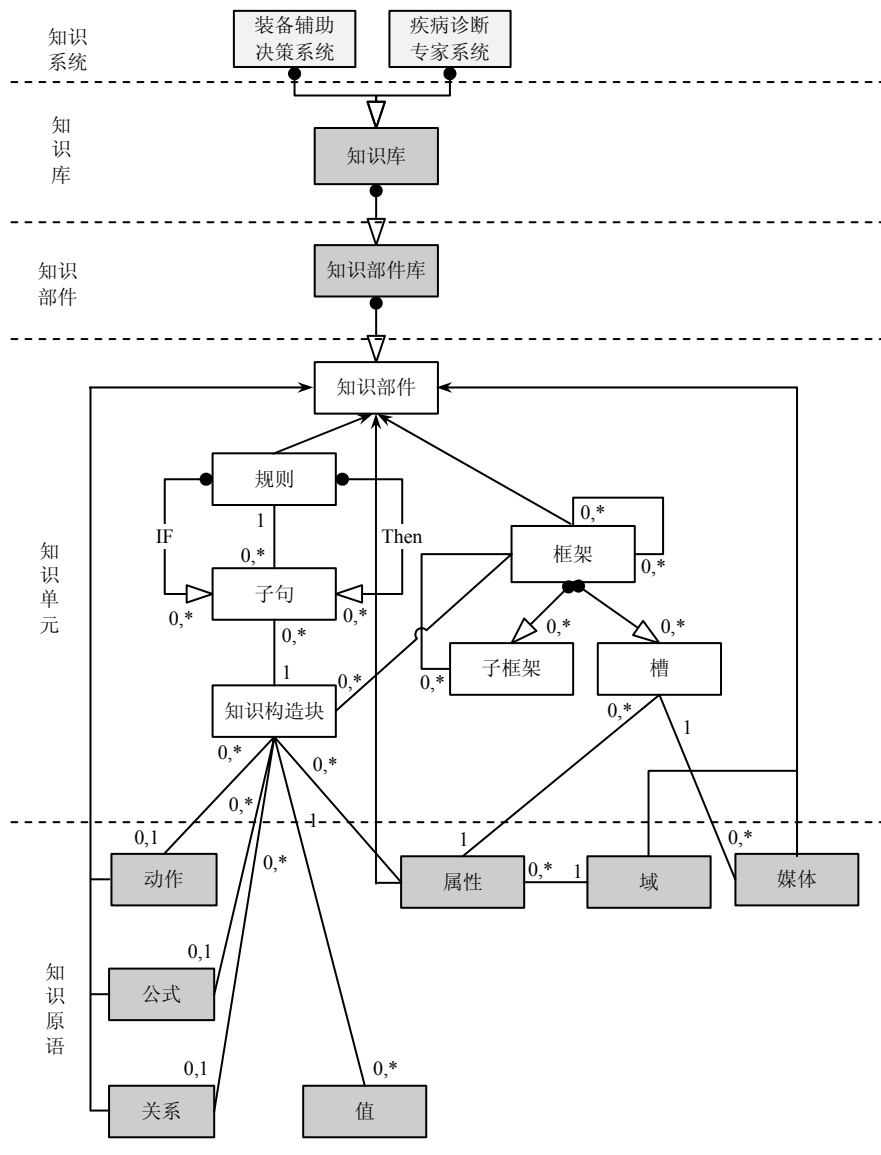 知识
系统
装备辅助
决策系统
疾病诊断
专家系统
知
识
库
知识库
知识
部件
知识部件库
知识部件
规则
IF
1
Then
0,*
0,*
0,*
子句
0,*
1
知识构造块
0,*
框架
0,*
0,*
0,*
0,*
子框架
0,*
槽
0,*
1
0,*
知
识
单
元
0,*
0,*
0,*
0,*
1
0,1
动作
1
属性
0,*
1
域
0,*
媒体
知
识
原
语
0,1
公式
0,1
关系
0,*
值